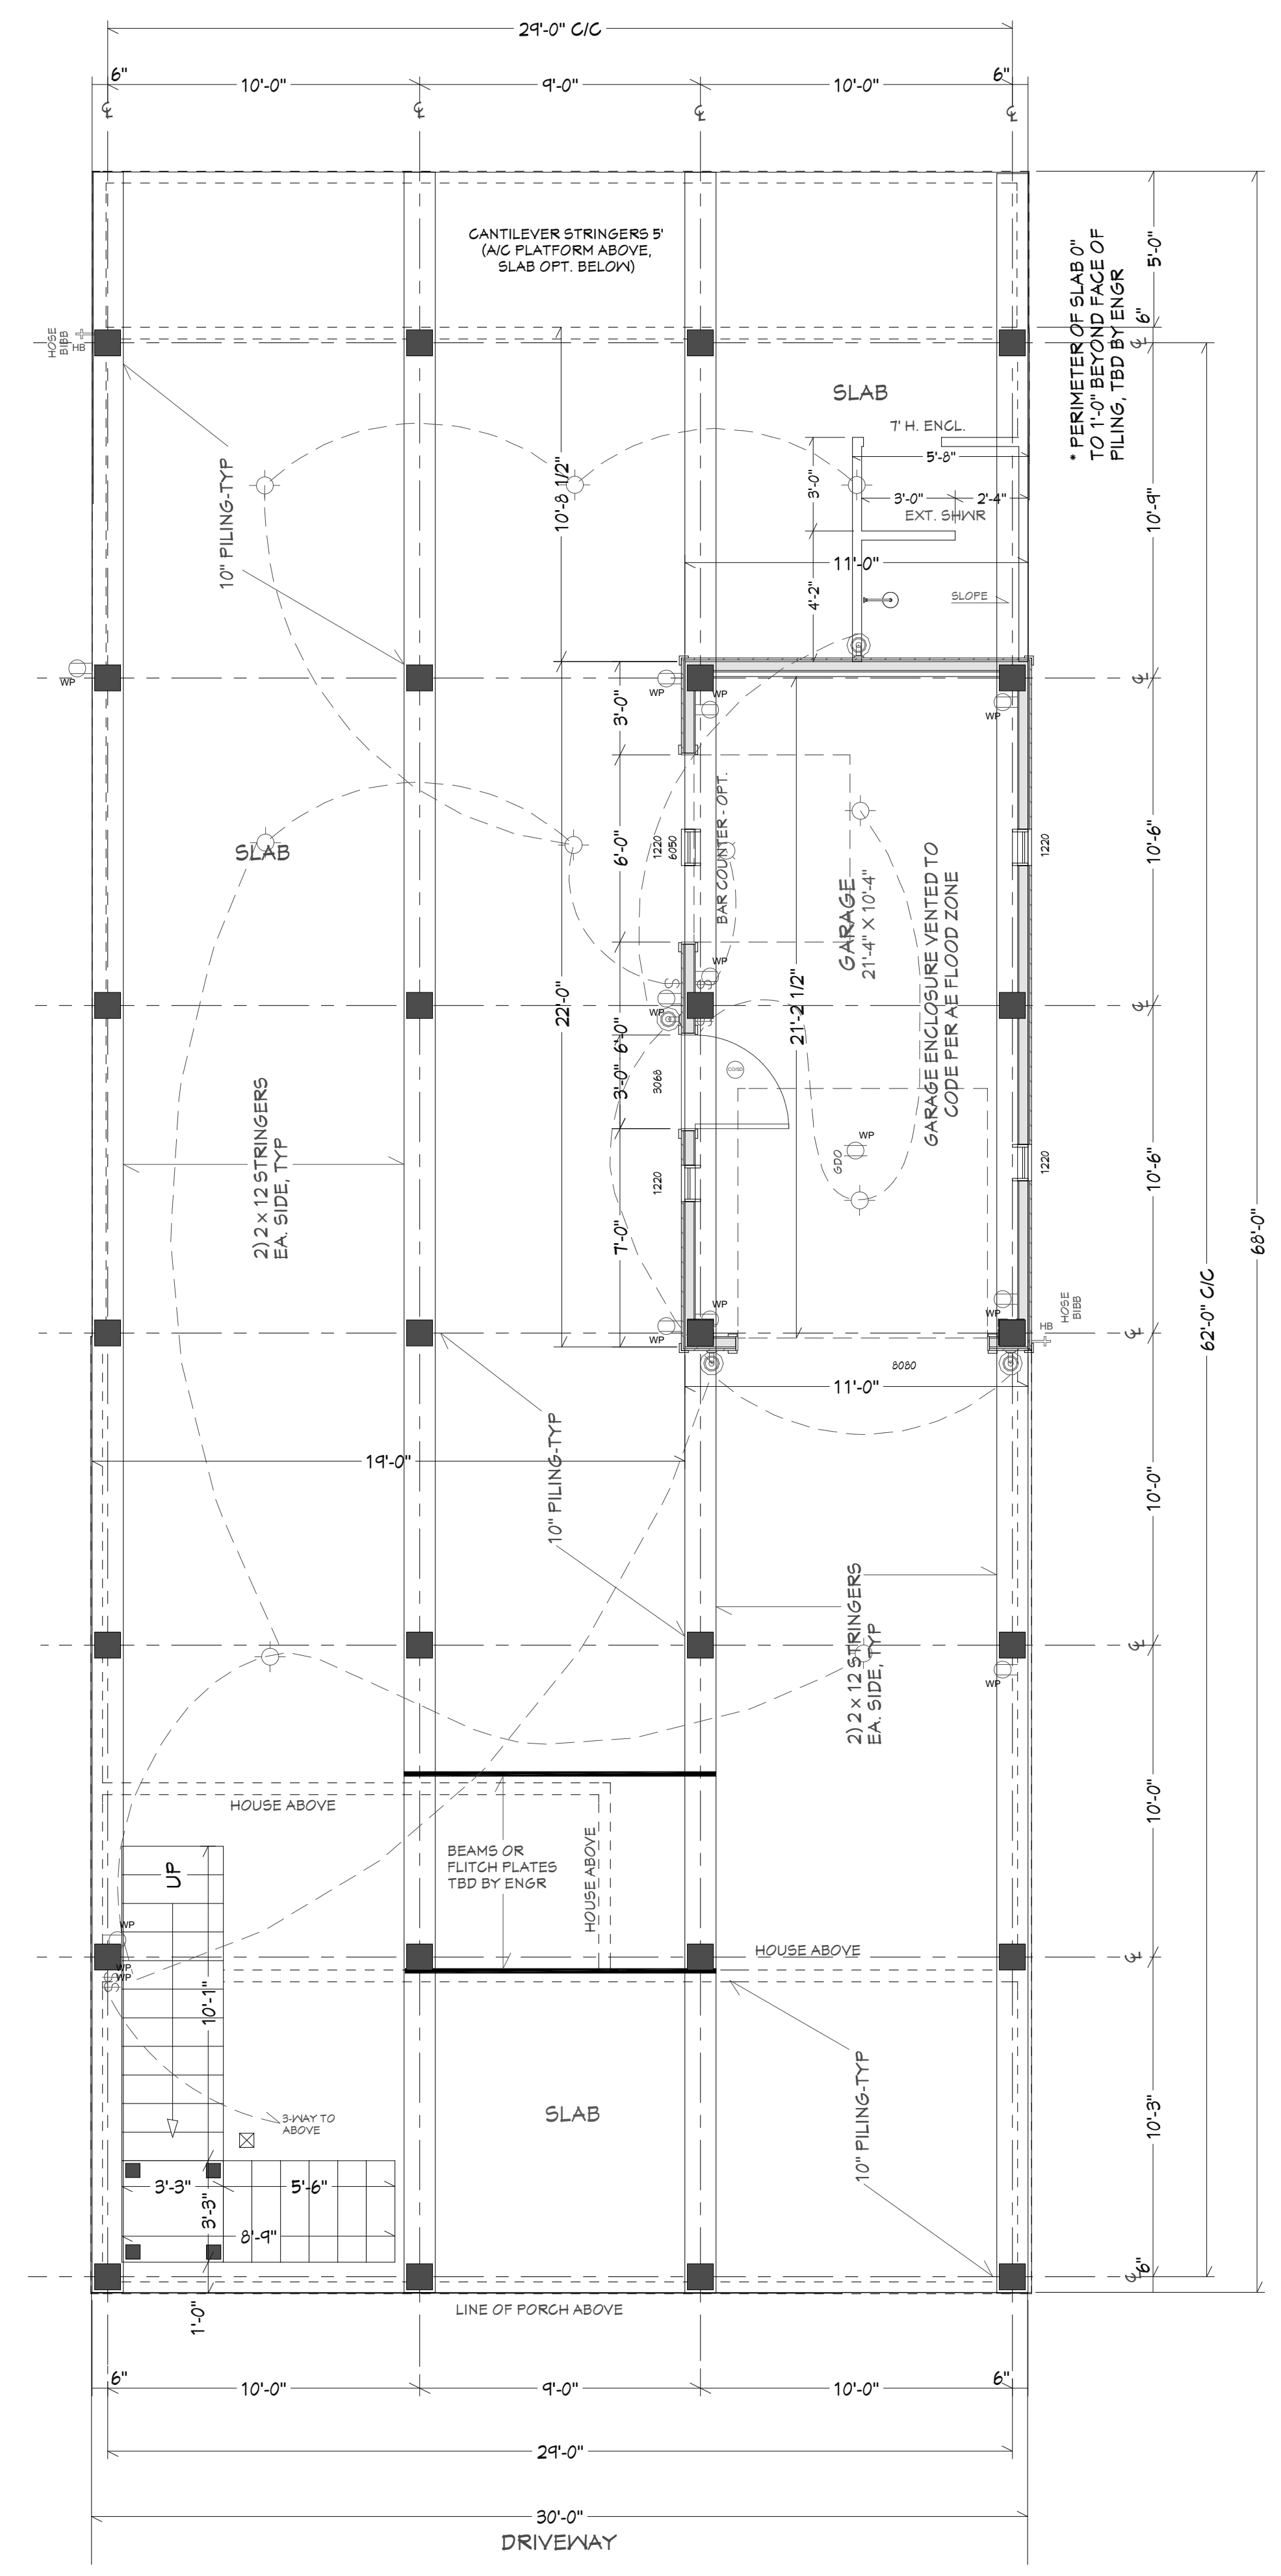 29'-0" C/C
6"
10'-0"
9'-0"
10'-0"
6"
CANTILEVER STRINGERS 5'
(A/C PLATFORM ABOVE,
SLAB OPT. BELOW)
5'-0"
6"
* PERIMETER OF SLAB 0"
TO 1'-0" BEYOND FACE OF
PILING, TBD BY ENGR
HOSE
BIBB
HB
SLAB
7' H. ENCL.
5'-8"
3'-0"
3'-0"
2'-4"
EXT. SHWR
10" PILING-TYP
10'-8 1/2"
10'-9"
11'-0"
4'-2"
SLOPE
WP
WP
WP
WP
3'-0"
6'-0"
1220
6050
BAR COUNTER - OPT.
SLAB
GARAGE
21'-4" X 10'-4"
GARAGE ENCLOSURE VENTED TO
CODE PER AE FLOOD ZONE
1220
10'-6"
WP
S
S
S
S
WP
22'-0"
21'-2 1/2"
6'-0"
3'-0"
3068
CO/SD
2) 2 x 12 STRINGERS
EA. SIDE, TYP
WP
GDO
1220
1220
10'-6"
7'-0"
68'-0"
62'-0" C/C
WP
WP
WP
HOSE
BIBB
HB
8080
11'-0"
19'-0"
10" PILING-TYP
10'-0"
2) 2 x 12 STRINGERS
EA. SIDE, TYP
WP
HOUSE ABOVE
10'-0"
BEAMS OR
FLITCH PLATES
TBD BY ENGR
HOUSE ABOVE
UP
WP
HOUSE ABOVE
WP
WP
S
S
10'-1"
3-WAY TO
ABOVE
SLAB
10" PILING-TYP
10'-3"
3'-3"
5'-6"
3'-3"
8'-9"
6"
1'-0"
LINE OF PORCH ABOVE
6"
10'-0"
9'-0"
10'-0"
6"
29'-0"
30'-0"
DRIVEWAY